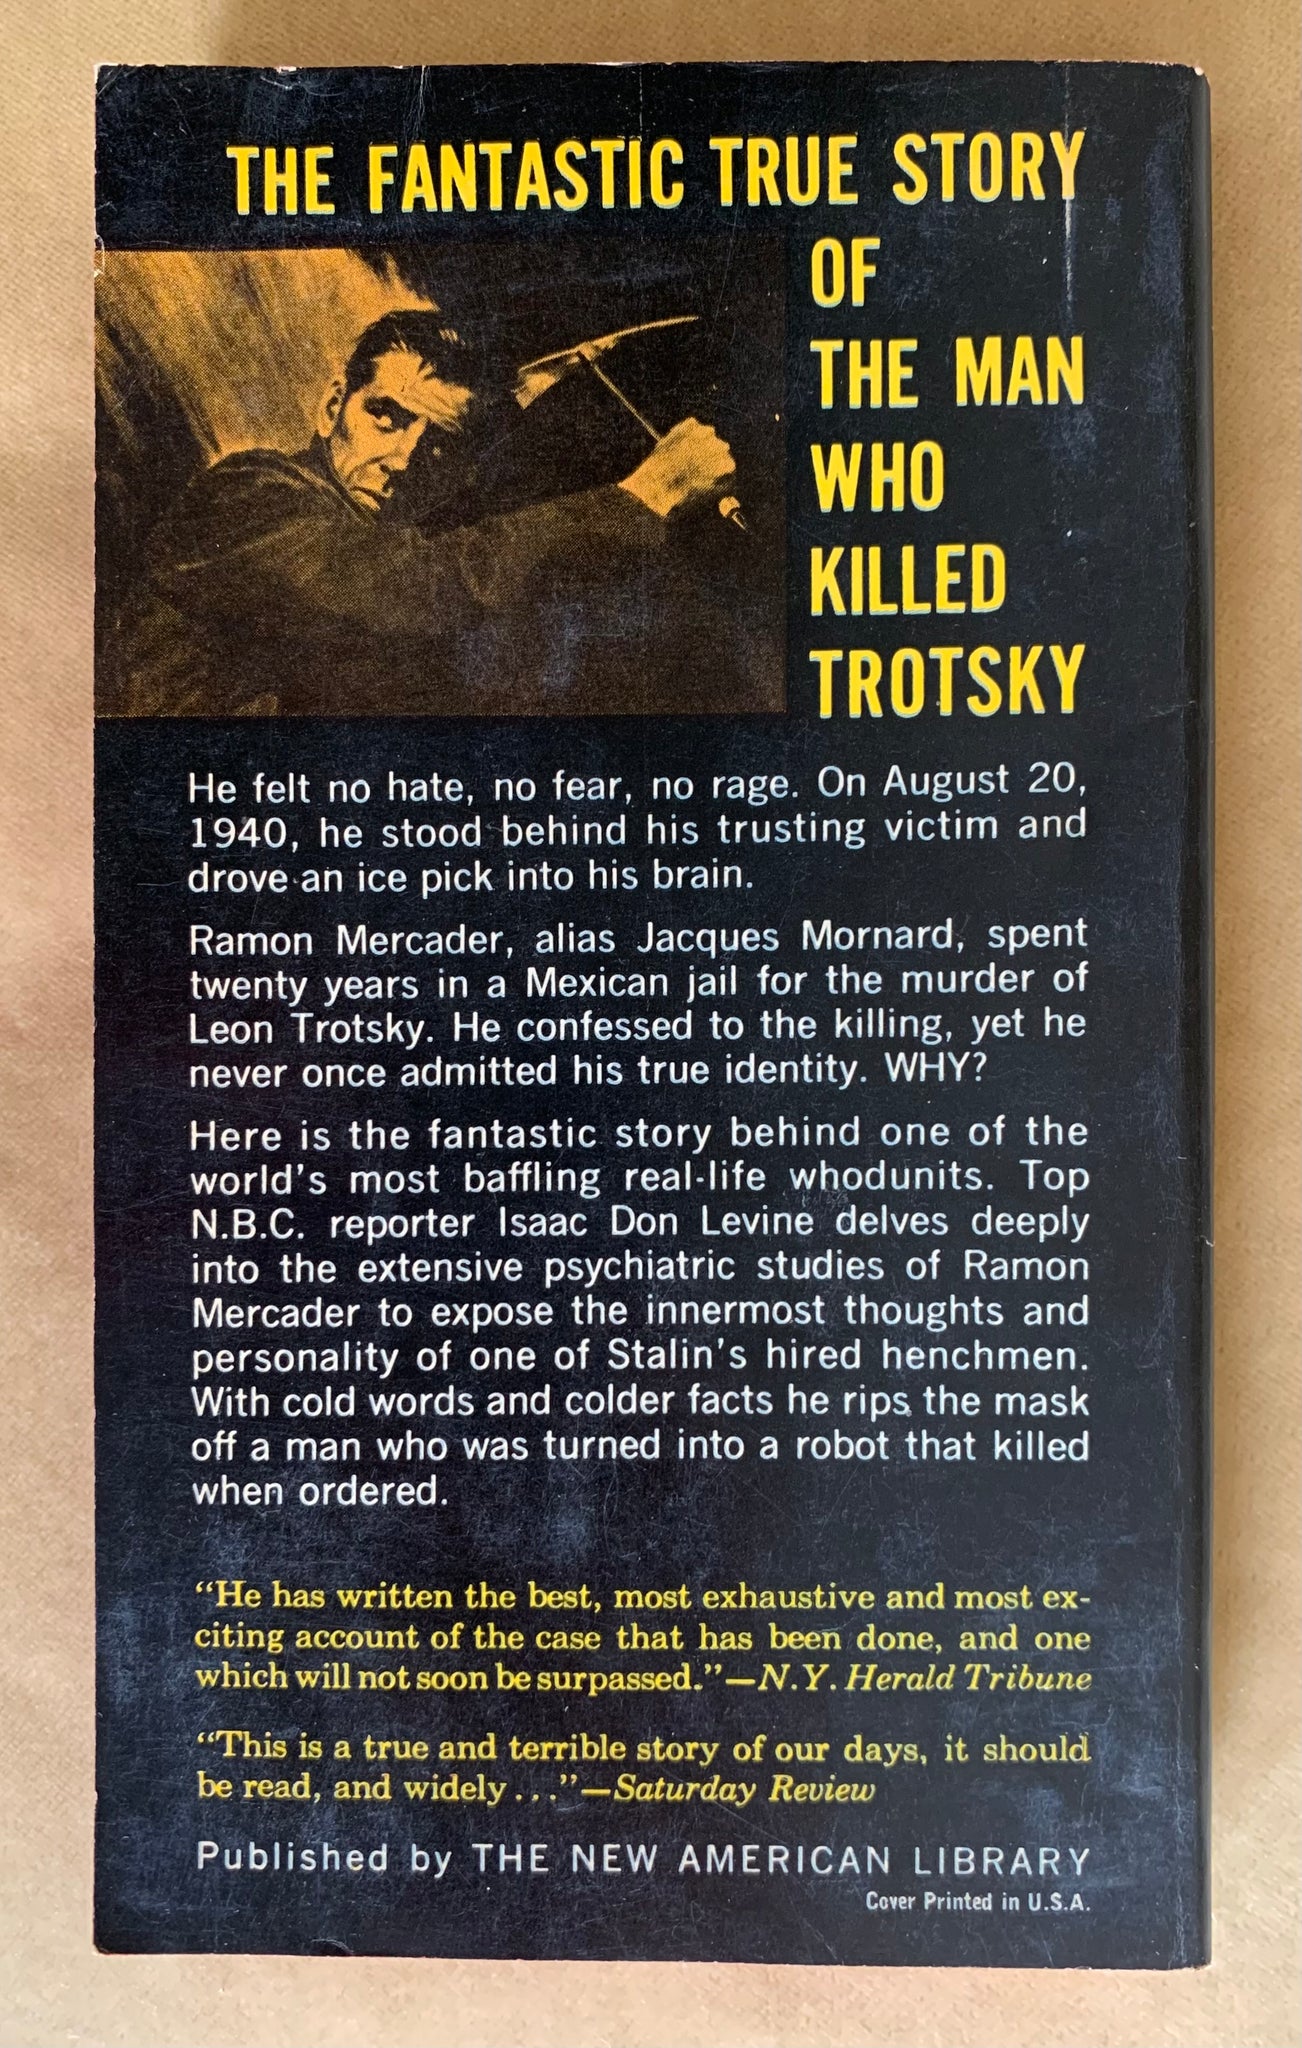 THE FANTASTIC TRUE STORY
OF
THE MAN
WHO
KILLED
TROTSKY
He felt no hate, no fear, no rage. On August 20,
1940, he stood behind his trusting victim and
drove an ice pick into his brain.
Ramon Mercader, alias Jacques Mornard, spent
twenty years in a Mexican jail for the murder of
Leon Trotsky. He confessed to the killing, yet he
never once admitted his true identity. WHY?
Here is the fantastic story behind one of the
world's most baffling real-life whodunits. Top
N.B.C. reporter Isaac Don Levine delves deeply
into the extensive psychiatric studies of Ramon
Mercader to expose the innermost thoughts and
personality of one of Stalin's hired henchmen.
With cold words and colder facts he rips the mask
off a man who was turned into a robot that killed
when ordered.
“He has written the best, most exhaustive and most ex-
citing account of the case that has been done, and one
which will not soon be surpassed.”—N.Y. Herald Tribune
“This is a true and terrible story of our days, it should
be read, and widely . . .”—Saturday Review
Published by THE NEW AMERICAN LIBRARY
Cover Printed in U.S.A.